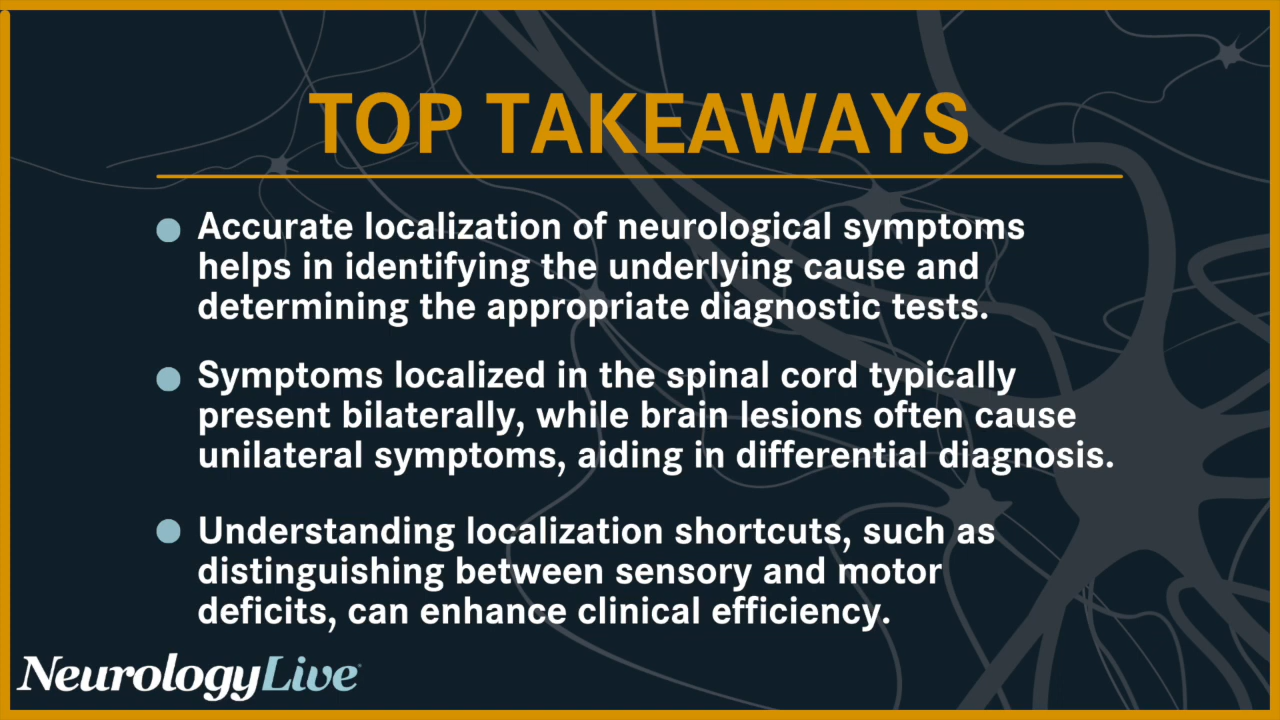 TOP TAKEAWAYS
Accurate localization of neurological symptoms
helps in identifying the underlying cause and
determining the appropriate diagnostic tests.
Symptoms localized in the spinal cord typically
present bilaterally, while brain lesions often cause
unilateral symptoms, aiding in differential diagnosis.
Understanding localization shortcuts, such as
distinguishing between sensory and motor
deficits, can enhance clinical efficiency.
NeurologyLive